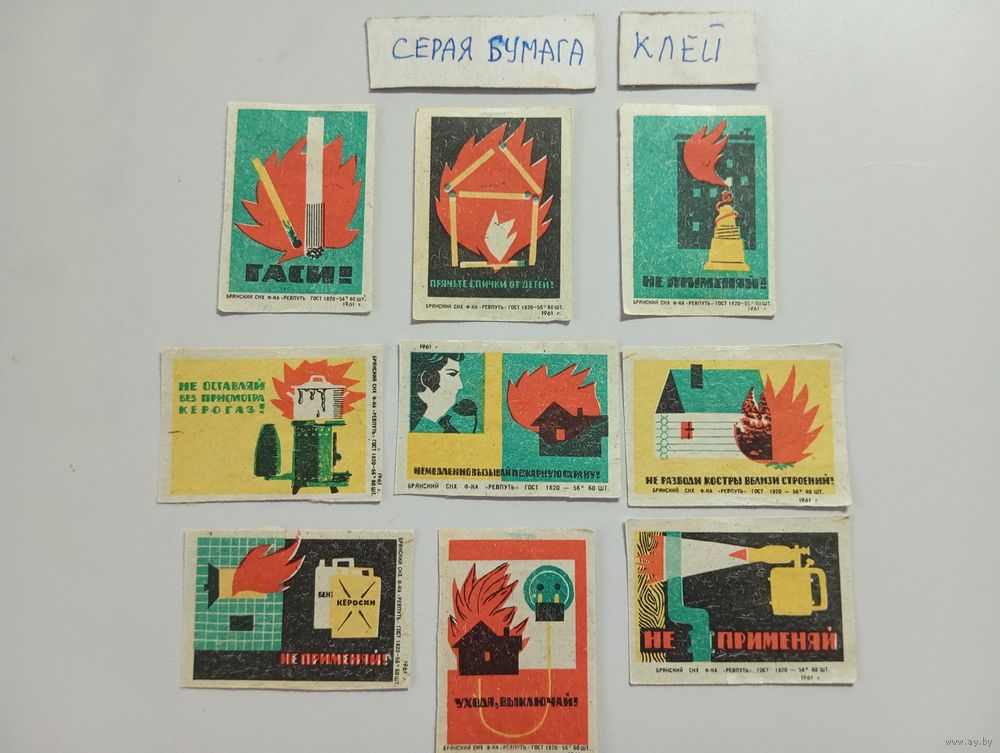 СЕРАЯ БУМАГА
КЛЕЙ
ГАСИ!
БРЯНСКИЙ СНХ Ф-КА «РЕВПУТЬ» ГОСТ 1820-56* 60 ШТ.
1961 г.
ПРЯЧЬТЕ СПИЧКИ ОТ ДЕТЕЙ!
БРЯНСКИЙ СНХ Ф-КА «РЕВПУТЬ» ГОСТ 1820-56* 60 ШТ.
1961 г.
НЕ ПРИМЕНЯЙ!
БРЯНСКИЙ СНХ Ф-КА «РЕВПУТЬ» ГОСТ 1820-56* 60 ШТ.
1961 г.
НЕ ОСТАВЛЯЙ
БЕЗ ПРИСМОТРА
КЕРОГАЗ!
БРЯНСКИЙ СНХ Ф-КА «РЕВПУТЬ» ГОСТ 1820-56* 60 ШТ.
1961 г.
1961 г.
НЕМЕДЛЕННО ВЫЗЫВАЙ ПОЖАРНУЮ ОХРАНУ!
БРЯНСКИЙ СНХ Ф-КА «РЕВПУТЬ» ГОСТ 1820 — 56* 60 ШТ.
НЕ РАЗВОДИ КОСТРЫ ВБЛИЗИ СТРОЕНИЙ!
БРЯНСКИЙ СНХ Ф-КА «РЕВПУТЬ» ГОСТ 1820 — 56* 60 ШТ.
1961 г.
БЕН
КЕРОСИН
НЕ ПРИМЕНЯЙ!
БРЯНСКИЙ СНХ Ф-КА «РЕВПУТЬ» ГОСТ 1820-56* 60 ШТ.
1961 г.
УХОДЯ, ВЫКЛЮЧАЙ!
БРЯНСКИЙ СНХ Ф-КА «РЕВПУТЬ» ГОСТ 1820-56* 60 ШТ.
НЕ ПРИМЕНЯЙ
БРЯНСКИЙ СНХ Ф-КА «РЕВПУТЬ» ГОСТ 1820 — 56* 60 ШТ.
1961 г.
www.ay.by